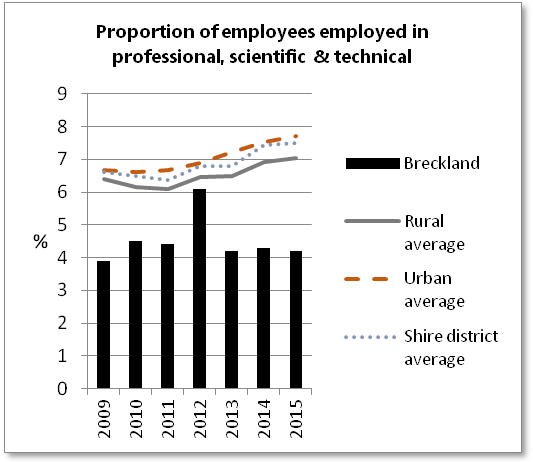 Proportion of employees employed in
professional, scientific & technical
9
8
7
6
5
4
3
2
1
0
%
2009
2010
2011
2012
2013
2014
2015
Breckland
Rural
average
Urban
average
Shire district
average